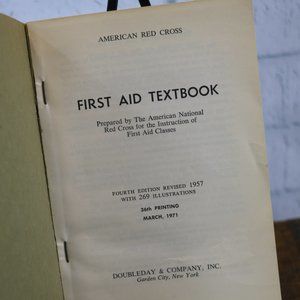 AMERICAN RED CROSS
FIRST AID TEXTBOOK
Prepared by The American National
Red Cross for the Instruction of
First Aid Classes
FOURTH EDITION REVISED 1957
WITH 269 ILLUSTRATIONS
36th PRINTING
MARCH, 1971
DOUBLEDAY & COMPANY, INC.
Garden City, New York